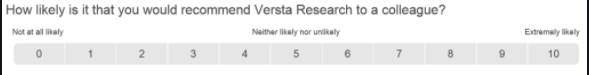 How likely is it that you would recommend Versta Research to a colleague?
Not at all likely Neither likely nor unlikely Extremely likely
0 1 2 3 4 5 6 7 8 9 10